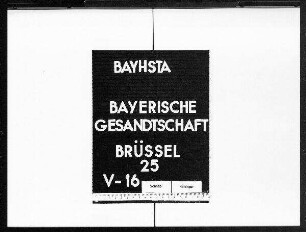 BAYHSTA
BAYERISCHE
GESANDTSCHAFT
BRÜSSEL
25
V-16